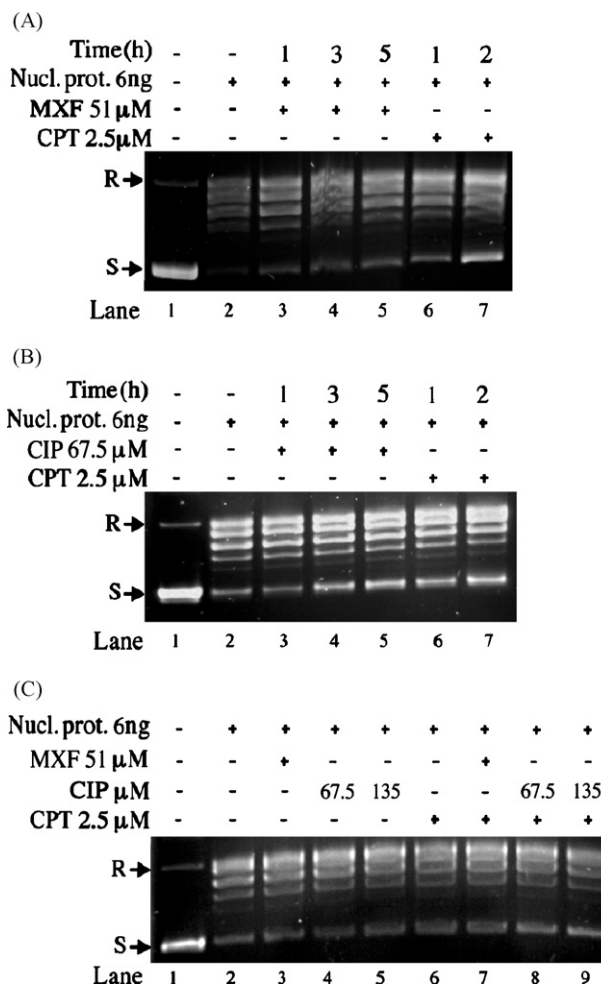 (A)
Time(h) - - 1 3 5 1 2
Nucl. prot. 6ng - + + + + + +
MXF 51 μM - - + + + - -
CPT 2.5μM - - - - - + +
R
S
Lane 1 2 3 4 5 6 7
(B)
Time(h) - - 1 3 5 1 2
Nucl. prot. 6ng - + + + + + +
CIP 67.5 μM - - + + + - -
CPT 2.5 μM - - - - - + +
R
S
Lane 1 2 3 4 5 6 7
(C)
Nucl. prot. 6ng - + + + + + + + +
MXF 51 μM - - + - - - + - -
CIP μM - - - 67.5 135 - - 67.5 135
CPT 2.5 μM - - - - - + + + +
R
S
Lane 1 2 3 4 5 6 7 8 9